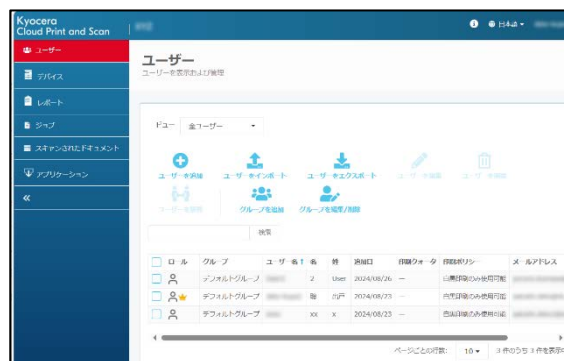 Kyocera
Cloud Print and Scan
日本語
ユーザー
デバイス
レポート
ジョブ
スキャンされたドキュメント
アプリケーション
ユーザー
ユーザーを表示および管理
ビュー 全ユーザー
ユーザーを追加 ユーザーをインポート ユーザーをエクスポート ユーザーを編集 ユーザーを削除
グループを追加 グループを編集/削除
検索
ロール グループ ユーザー名 名 姓 追加日 印刷クォータ 印刷ポリシー メールアドレス
デフォルトグループ 2 User 2024/08/26 — 白黒印刷のみ使用可能
デフォルトグループ 2024/08/23 — 白黒印刷のみ使用可能
デフォルトグループ xx x 2024/08/23 — 白黒印刷のみ使用可能
ページごとの行数: 10 3 件のうち 3 件を表示中